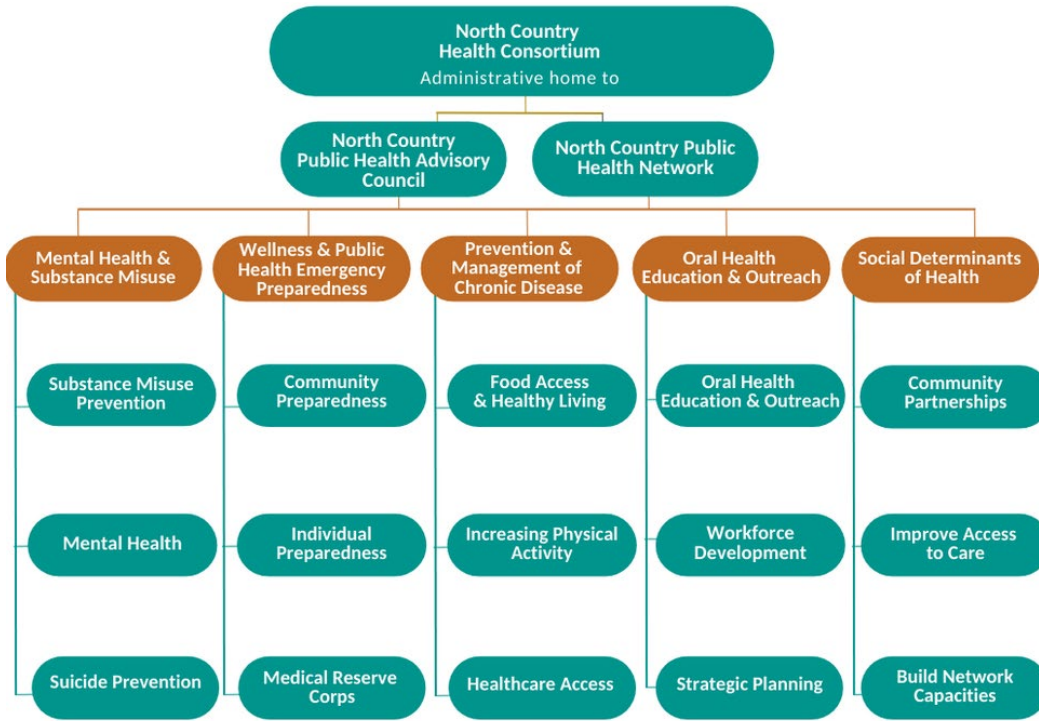 North Country
Health Consortium
Administrative home to
North Country
Public Health Advisory
Council
North Country Public
Health Network
Mental Health &
Substance Misuse
Wellness & Public
Health Emergency
Preparedness
Prevention &
Management of
Chronic Disease
Oral Health
Education & Outreach
Social Determinants
of Health
Substance Misuse
Prevention
Community
Preparedness
Food Access
& Healthy Living
Oral Health
Education & Outreach
Community
Partnerships
Mental Health
Individual
Preparedness
Increasing Physical
Activity
Workforce
Development
Improve Access
to Care
Suicide Prevention
Medical Reserve
Corps
Healthcare Access
Strategic Planning
Build Network
Capacities